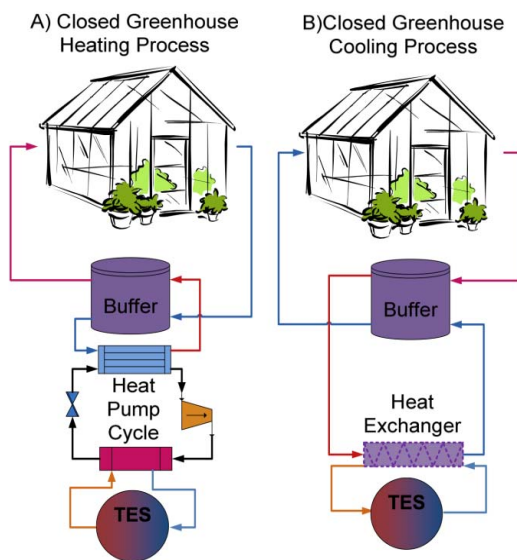 A) Closed Greenhouse
Heating Process
B)Closed Greenhouse
Cooling Process
Buffer
Buffer
Heat
Pump
Cycle
Heat
Exchanger
TES
TES